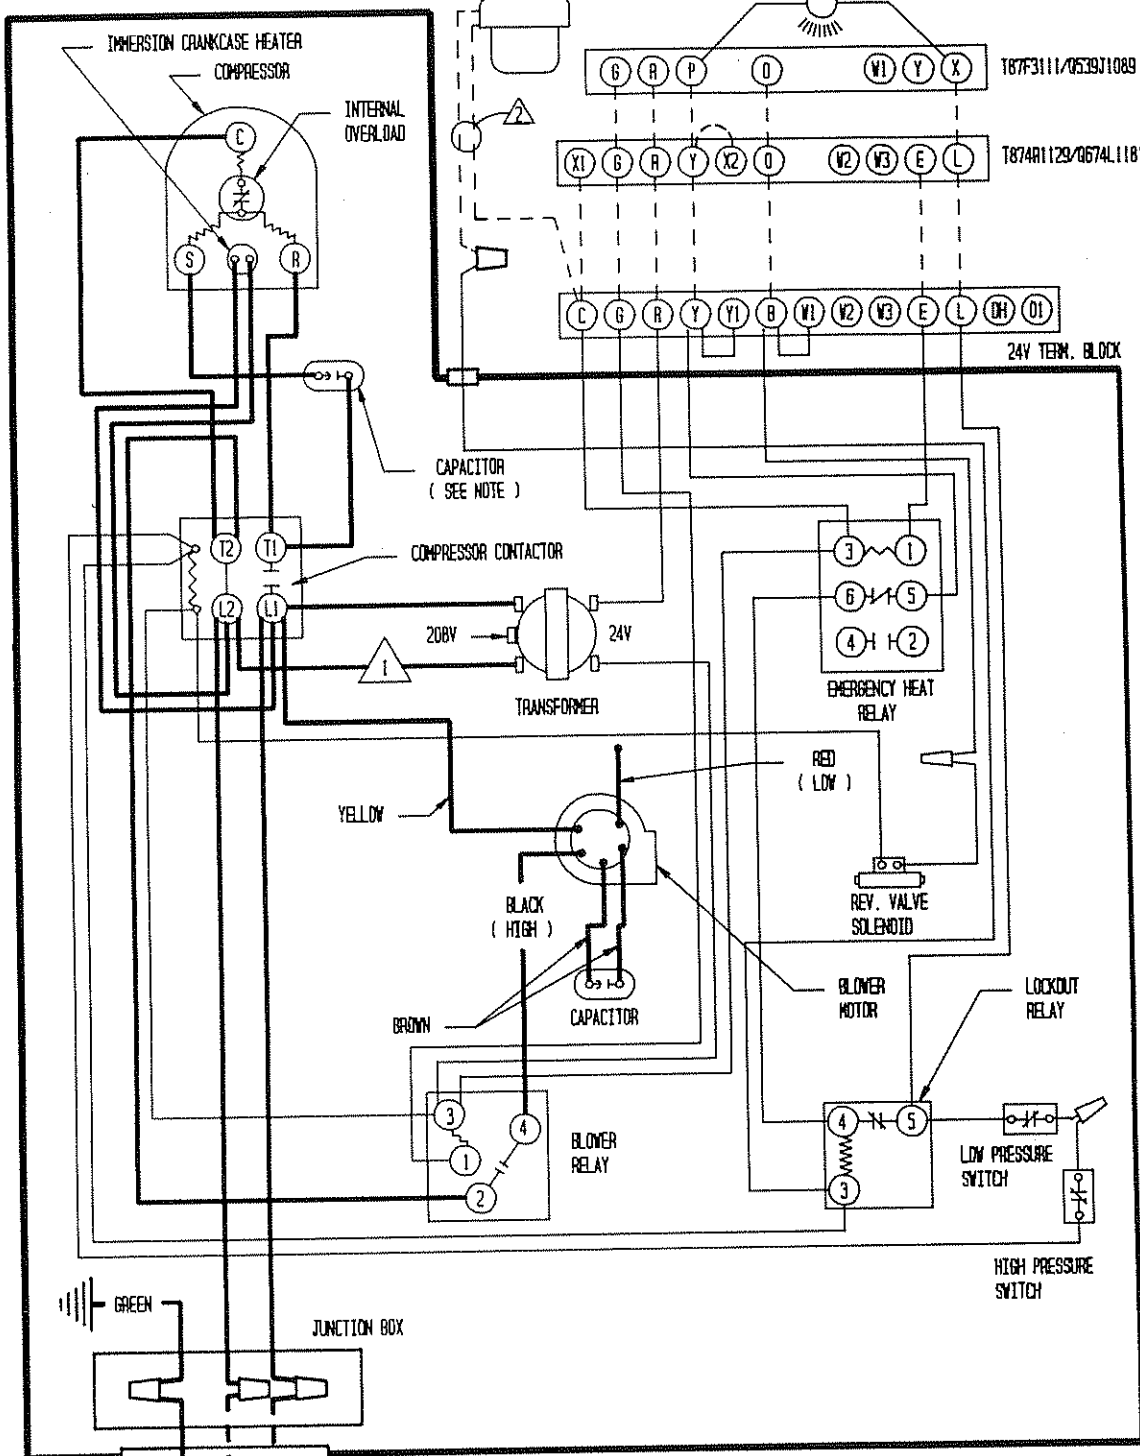 IMMERSION CRANKCASE HEATER
COMPRESSOR
INTERNAL
OVERLOAD
C
S
R
2
G R P O W1 Y X
T87F3111/Q539J1089
X1 G R Y X2 O W2 W3 E L
T874R1129/Q674L118
C G R Y Y1 B W1 W2 W3 E L DH O1
24V TERM. BLOCK
CAPACITOR
( SEE NOTE )
T2 T1
COMPRESSOR CONTACTOR
L2 L1
208V
24V
1
TRANSFORMER
3 1
6 5
4 2
EMERGENCY HEAT
RELAY
RED
( LOW )
YELLOW
BLACK
( HIGH )
REV. VALVE
SOLENOID
BROWN
CAPACITOR
BLOWER
MOTOR
LOCKOUT
RELAY
3
4
1
2
BLOWER
RELAY
4 5
3
LOW PRESSURE
SWITCH
HIGH PRESSURE
SWITCH
GREEN
JUNCTION BOX